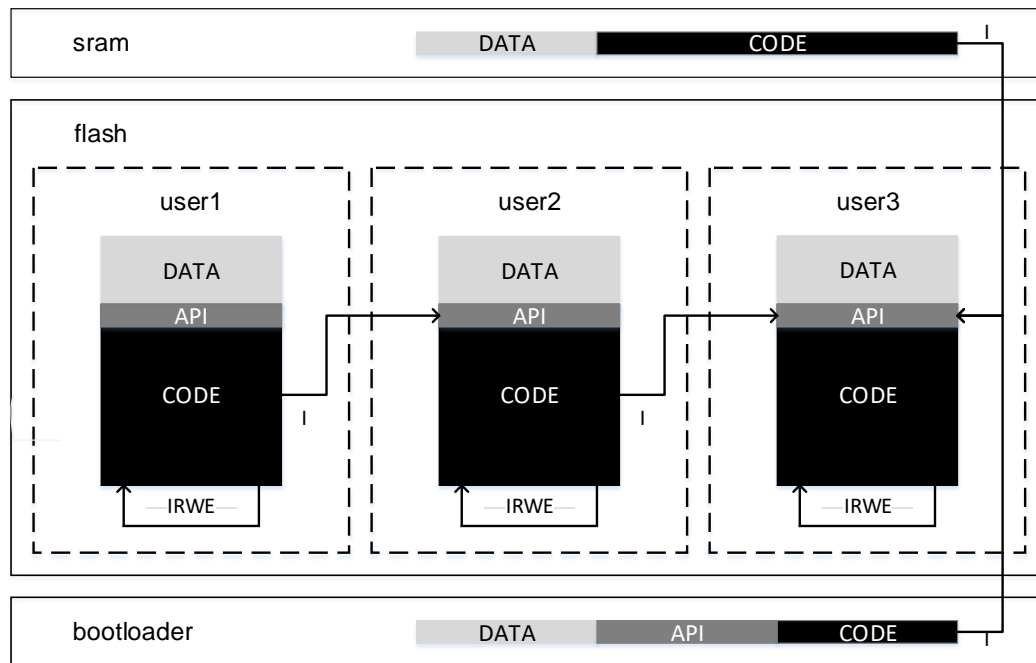 sram DATA CODE I
flash
user1 user2 user3
DATA DATA DATA
API API API
CODE CODE CODE
I I
IRWE IRWE IRWE
bootloader DATA API CODE I